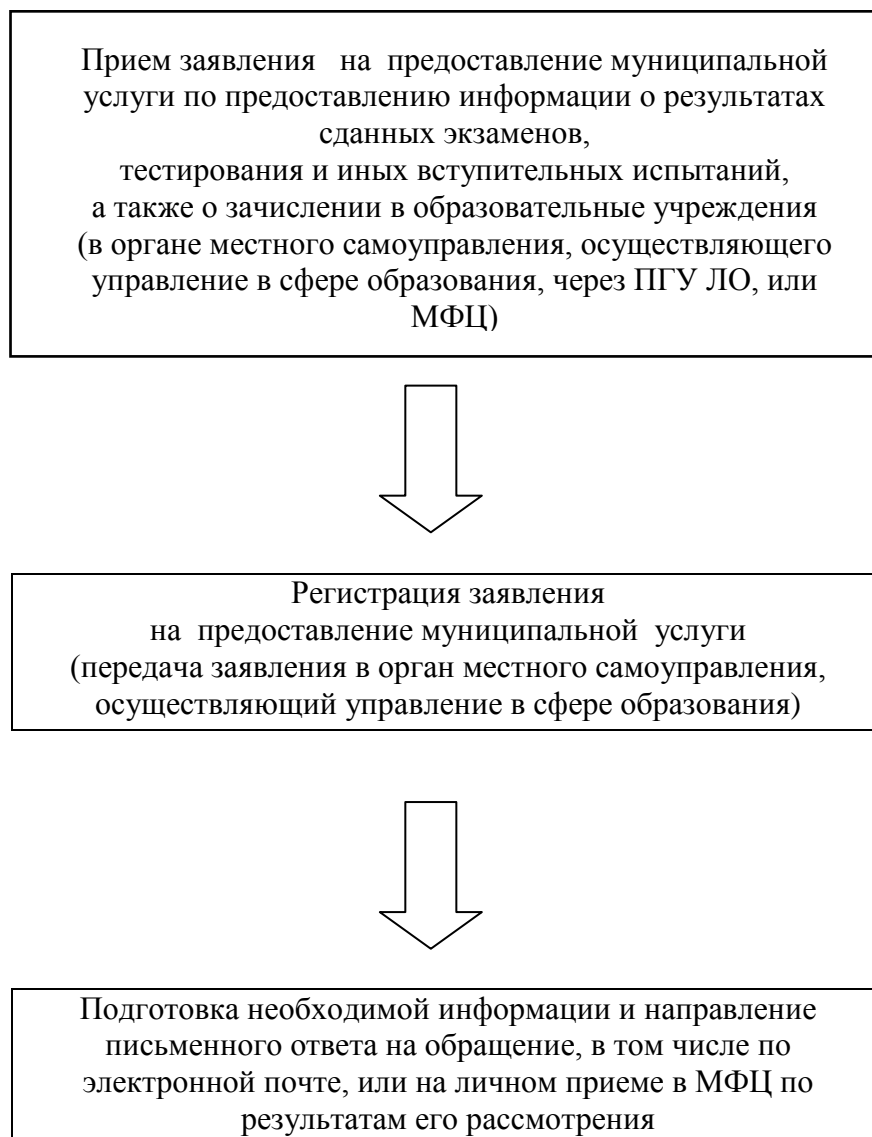 Прием заявления на предоставление муниципальной
услуги по предоставлению информации о результатах
сданных экзаменов,
тестирования и иных вступительных испытаний,
а также о зачислении в образовательные учреждения
(в органе местного самоуправления, осуществляющего
управление в сфере образования, через ПГУ ЛО, или
МФЦ)
Регистрация заявления
на предоставление муниципальной услуги
(передача заявления в орган местного самоуправления,
осуществляющий управление в сфере образования)
Подготовка необходимой информации и направление
письменного ответа на обращение, в том числе по
электронной почте, или на личном приеме в МФЦ по
результатам его рассмотрения